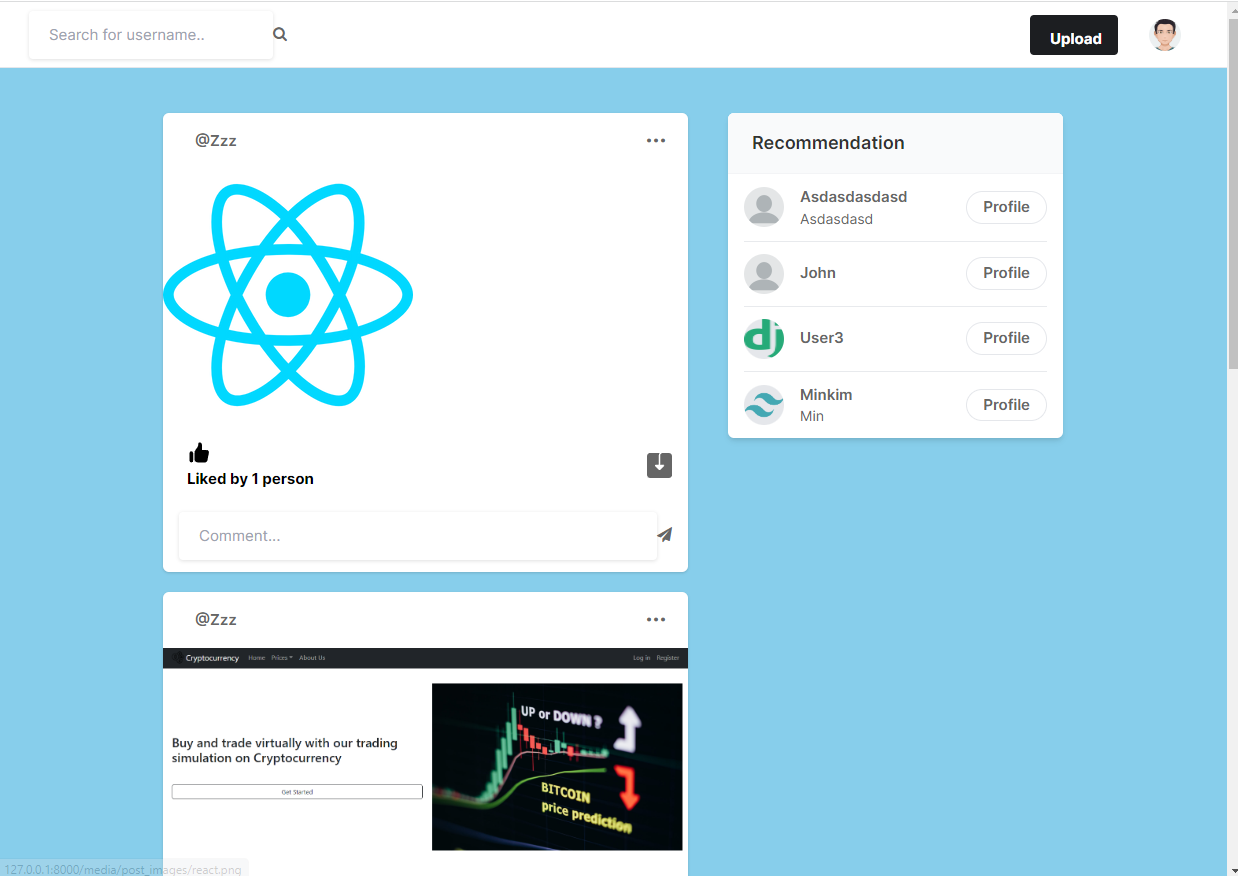 Search for username..
Upload
@Zzz
Liked by 1 person
Comment...
@Zzz
Cryptocurrency Home Prices About Us Log in Register
Buy and trade virtually with our trading
simulation on Cryptocurrency
Get Started
UP or DOWN ?
BITCOIN
price prediction
Recommendation
Asdasdasdasd
Asdasdasd
Profile
John
Profile
dj
User3
Profile
Minkim
Min
Profile
127.0.0.1:8000/media/post_images/react.png